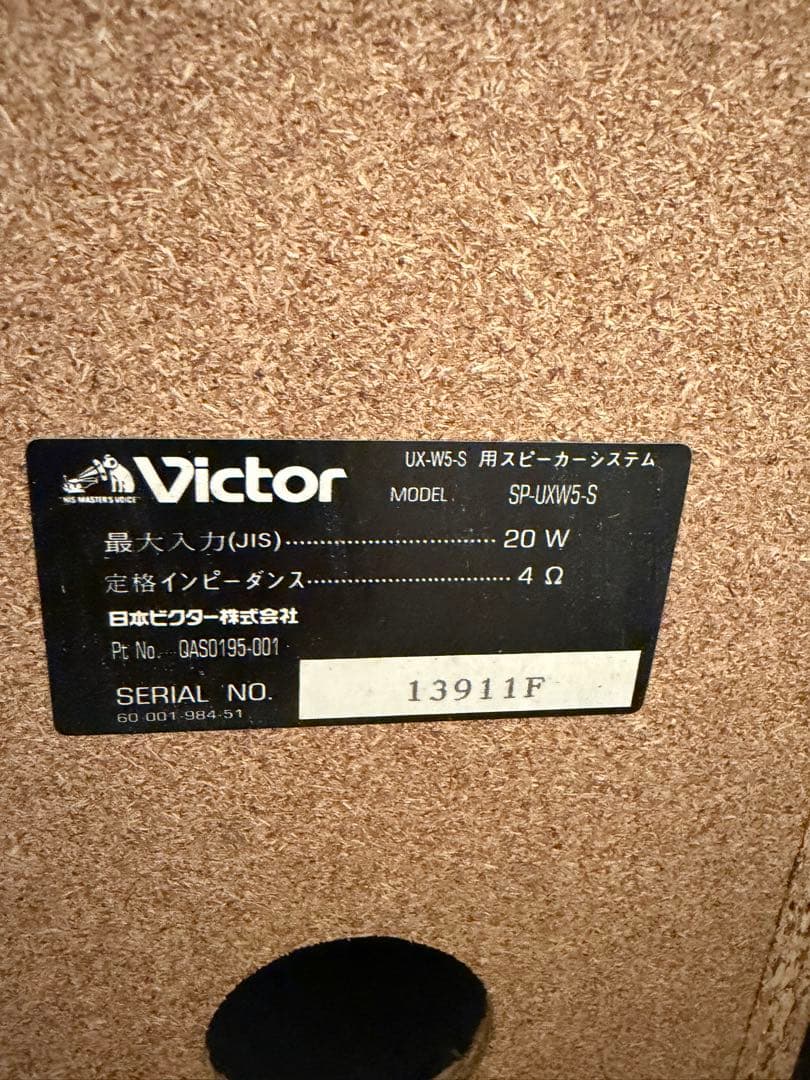 Victor
HIS MASTER'S VOICE
UX-W5-S 用スピーカーシステム
MODEL. SP-UXW5-S
最大入力(JIS)································ 20 W
定格インピーダンス································ 4 Ω
日本ビクター株式会社
Pt No. QAS0195-001
SERIAL NO. 13911F
60-001-984-51